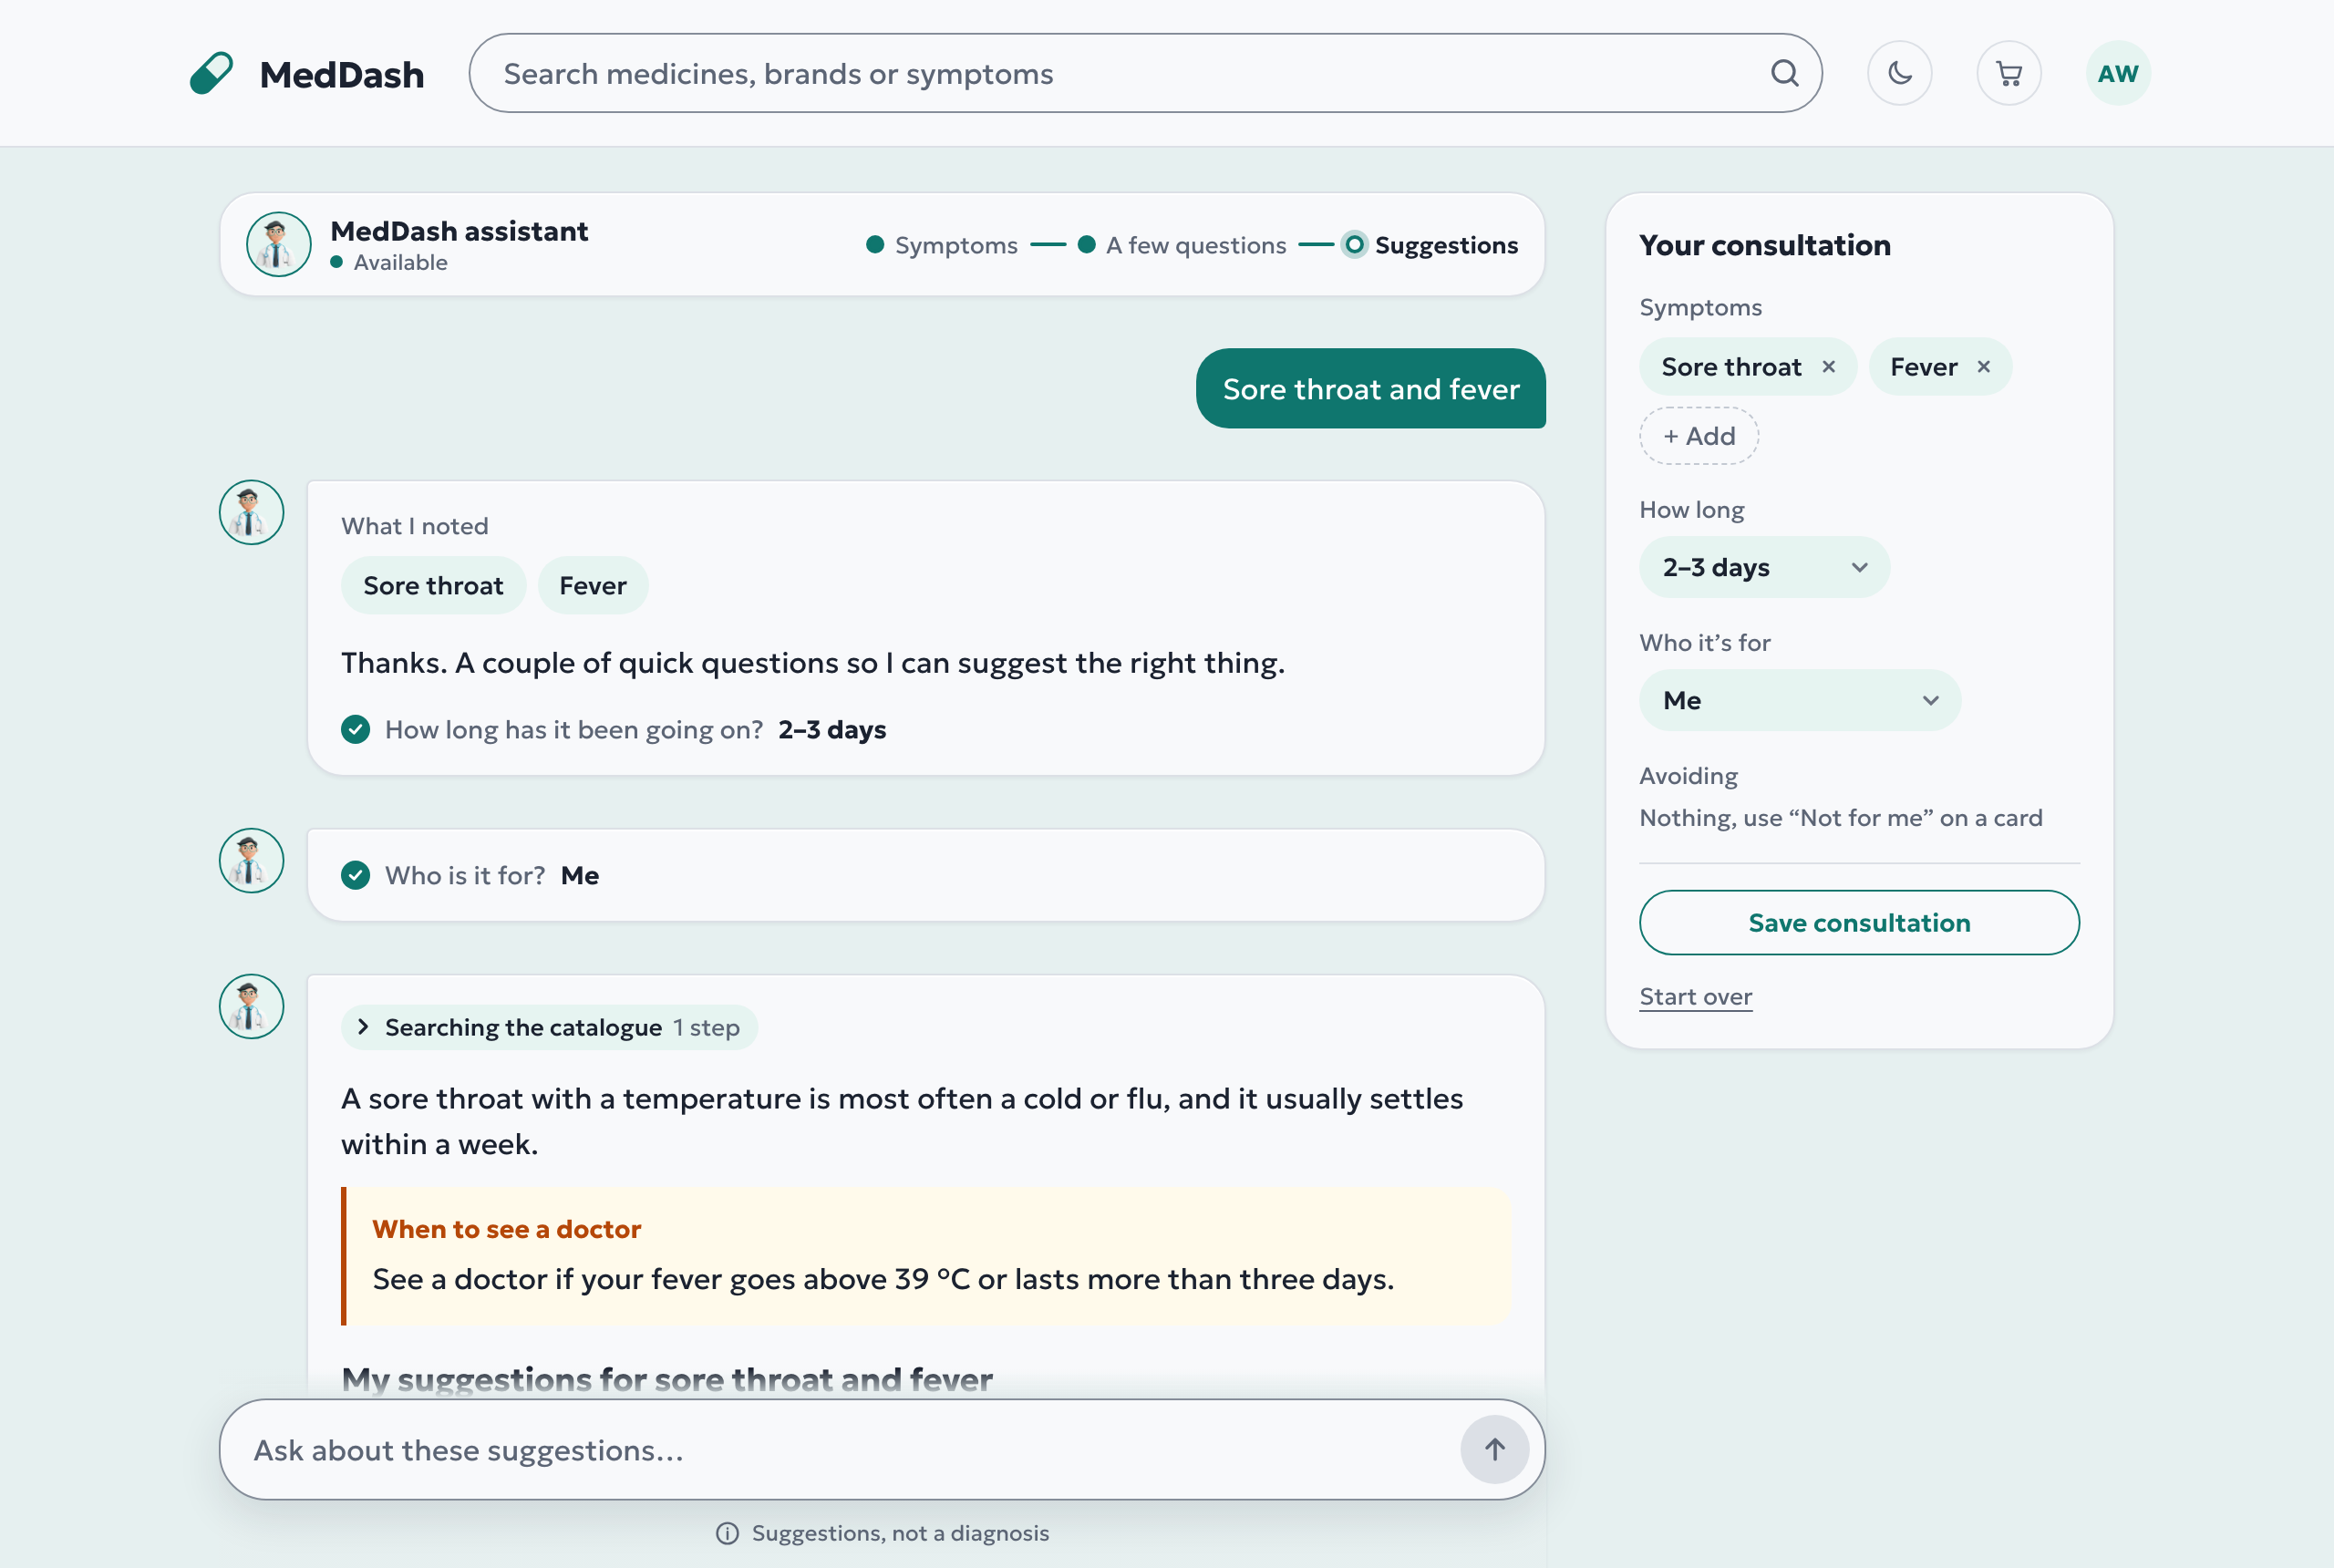 MedDash
Search medicines, brands or symptoms
AW
MedDash assistant
Available
Symptoms
A few questions
Suggestions
Sore throat and fever
What I noted
Sore throat
Fever
Thanks. A couple of quick questions so I can suggest the right thing.
How long has it been going on? 2–3 days
Who is it for? Me
Searching the catalogue 1 step
A sore throat with a temperature is most often a cold or flu, and it usually settles
within a week.
When to see a doctor
See a doctor if your fever goes above 39 °C or lasts more than three days.
My suggestions for sore throat and fever
Ask about these suggestions...
Suggestions, not a diagnosis
Your consultation
Symptoms
Sore throat ×
Fever ×
+ Add
How long
2–3 days
Who it’s for
Me
Avoiding
Nothing, use “Not for me” on a card
Save consultation
Start over